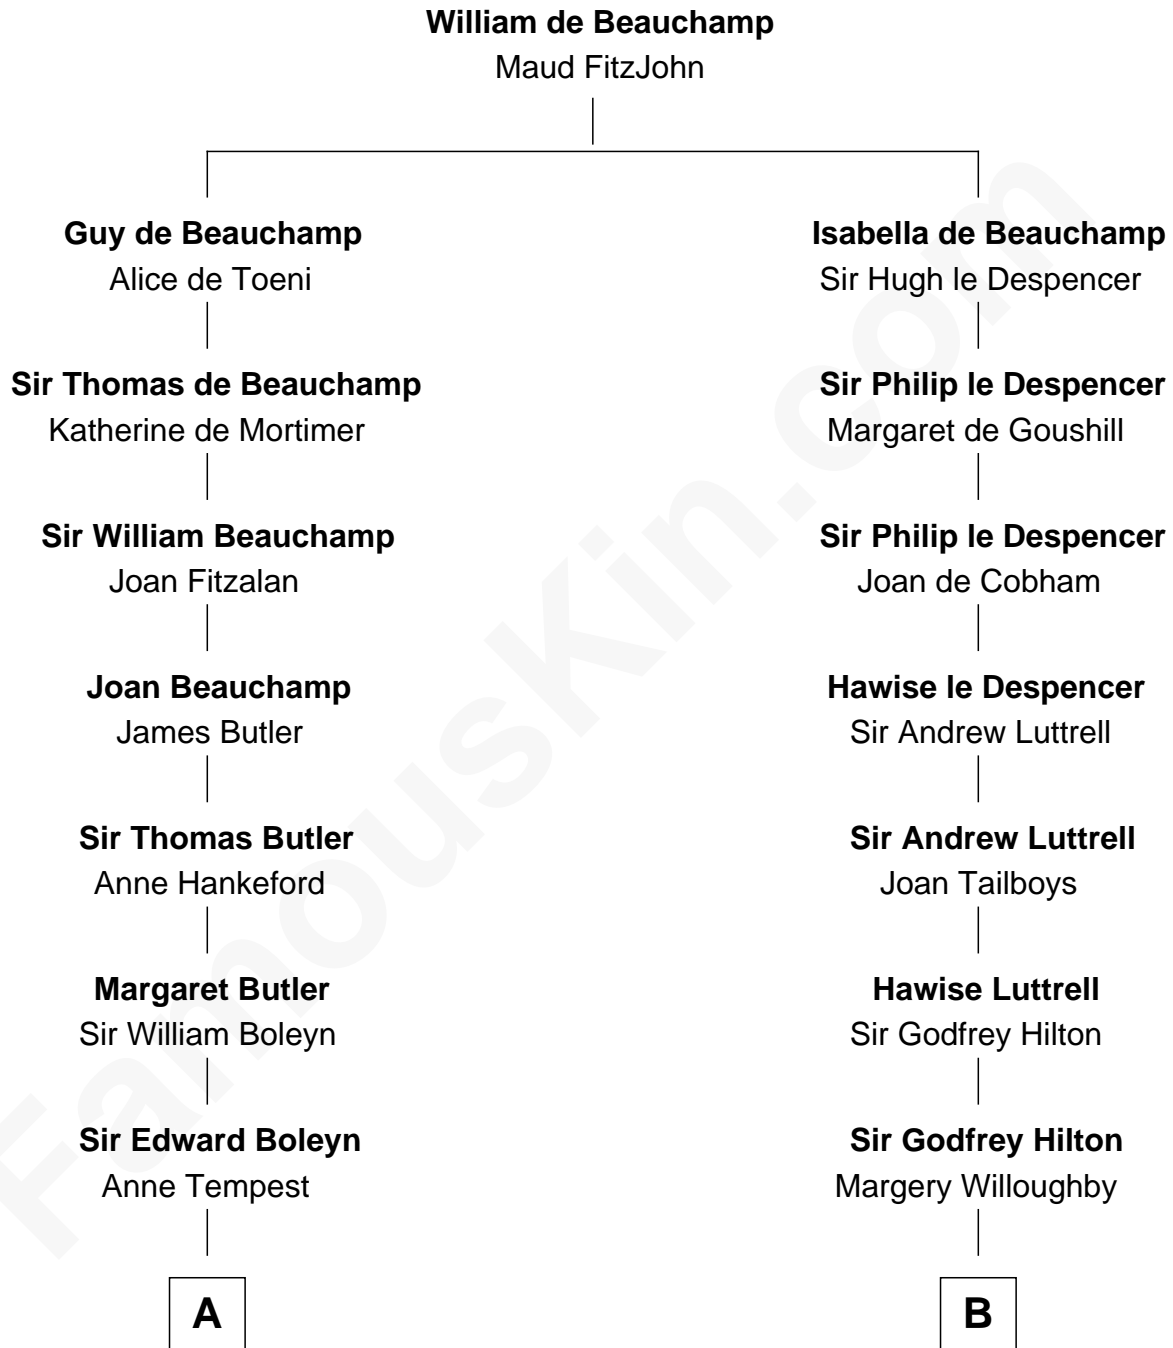 William de Beauchamp
Maud FitzJohn
Guy de Beauchamp
Alice de Toeni
Isabella de Beauchamp
Sir Hugh le Despencer
Sir Thomas de Beauchamp
Katherine de Mortimer
Sir Philip le Despencer
Margaret de Goushill
Sir William Beauchamp
Joan Fitzalan
Sir Philip le Despencer
Joan de Cobham
Joan Beauchamp
James Butler
Hawise le Despencer
Sir Andrew Luttrell
Sir Thomas Butler
Anne Hankeford
Sir Andrew Luttrell
Joan Tailboys
Margaret Butler
Sir William Boleyn
Hawise Luttrell
Sir Godfrey Hilton
Sir Edward Boleyn
Anne Tempest
Sir Godfrey Hilton
Margery Willoughby
A
B
FamousKin.com